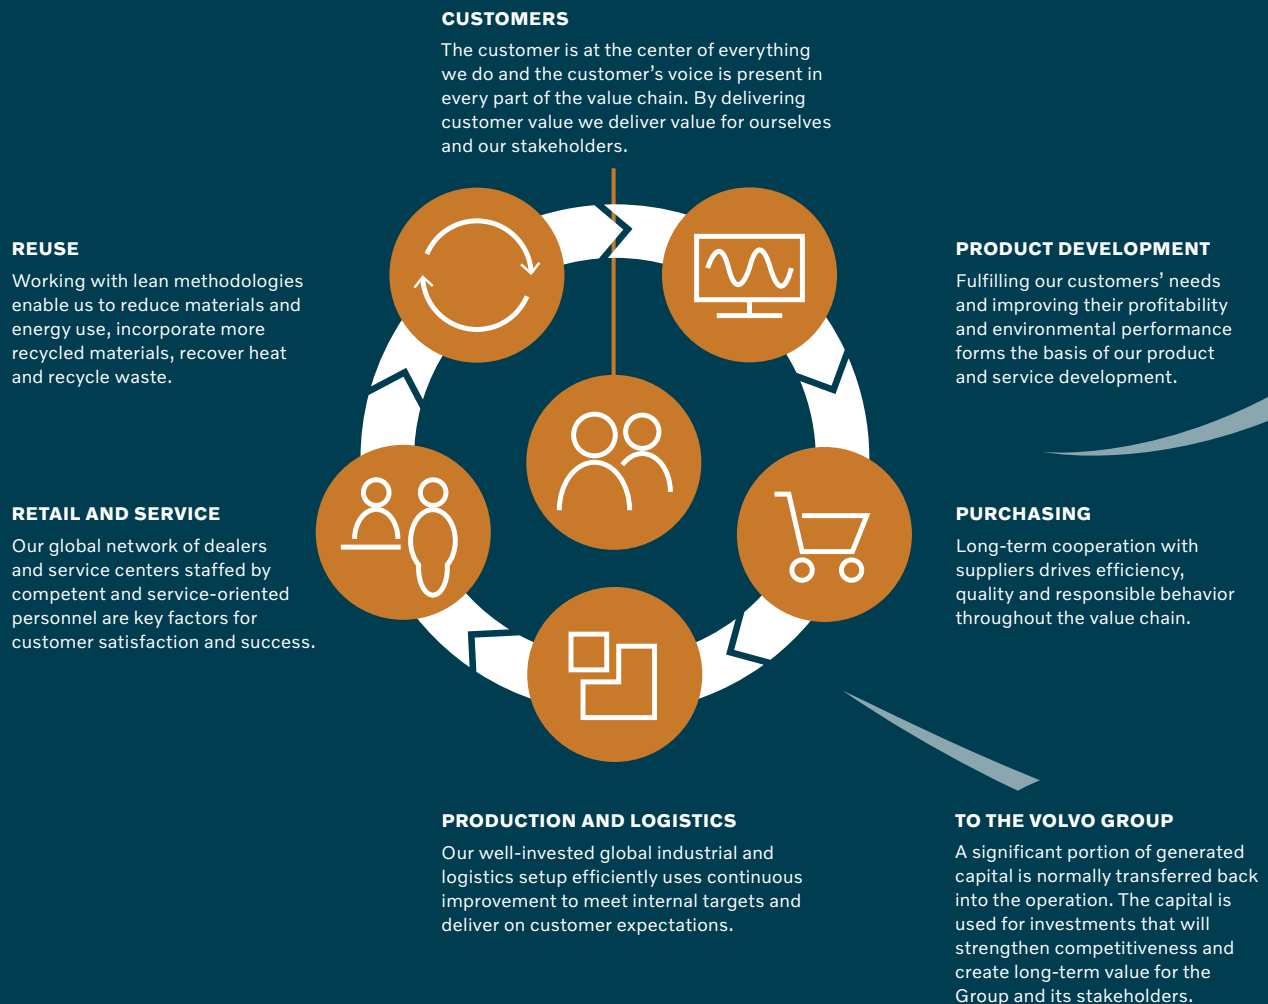 CUSTOMERS
The customer is at the center of everything
we do and the customer’s voice is present in
every part of the value chain. By delivering
customer value we deliver value for ourselves
and our stakeholders.
REUSE
Working with lean methodologies
enable us to reduce materials and
energy use, incorporate more
recycled materials, recover heat
and recycle waste.
PRODUCT DEVELOPMENT
Fulfilling our customers’ needs
and improving their profitability
and environmental performance
forms the basis of our product
and service development.
RETAIL AND SERVICE
Our global network of dealers
and service centers staffed by
competent and service-oriented
personnel are key factors for
customer satisfaction and success.
PURCHASING
Long-term cooperation with
suppliers drives efficiency,
quality and responsible behavior
throughout the value chain.
PRODUCTION AND LOGISTICS
Our well-invested global industrial and
logistics setup efficiently uses continuous
improvement to meet internal targets and
deliver on customer expectations.
TO THE VOLVO GROUP
A significant portion of generated
capital is normally transferred back
into the operation. The capital is
used for investments that will
strengthen competitiveness and
create long-term value for the
Group and its stakeholders.